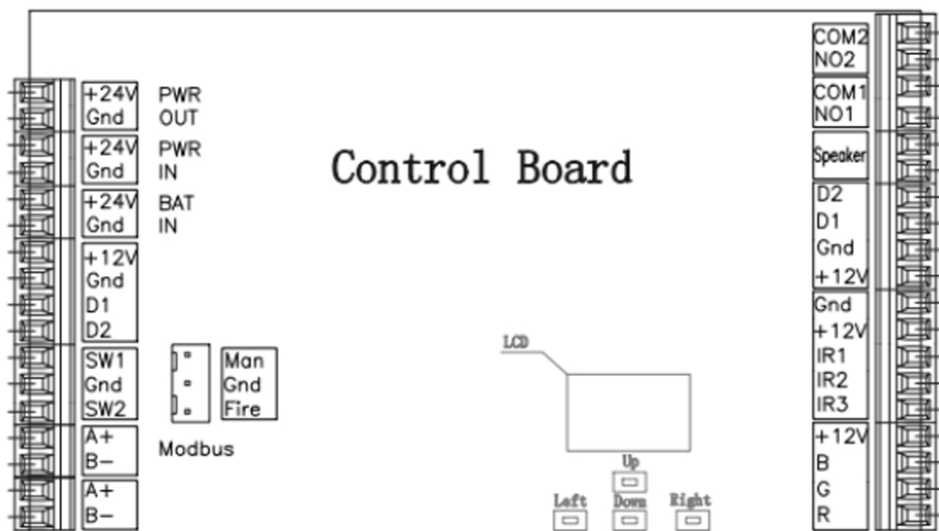 +24V PWR
Gnd OUT
+24V PWR
Gnd IN
+24V BAT
Gnd IN
+12V
Gnd
D1
D2
SW1
Gnd
SW2
Man
Gnd
Fire
A+
B-
Modbus
A+
B-
Control Board
LCD
Up
Left Down Right
COM2
NO2
COM1
NO1
Speaker
D2
D1
Gnd
+12V
Gnd
+12V
IR1
IR2
IR3
+12V
B
G
R